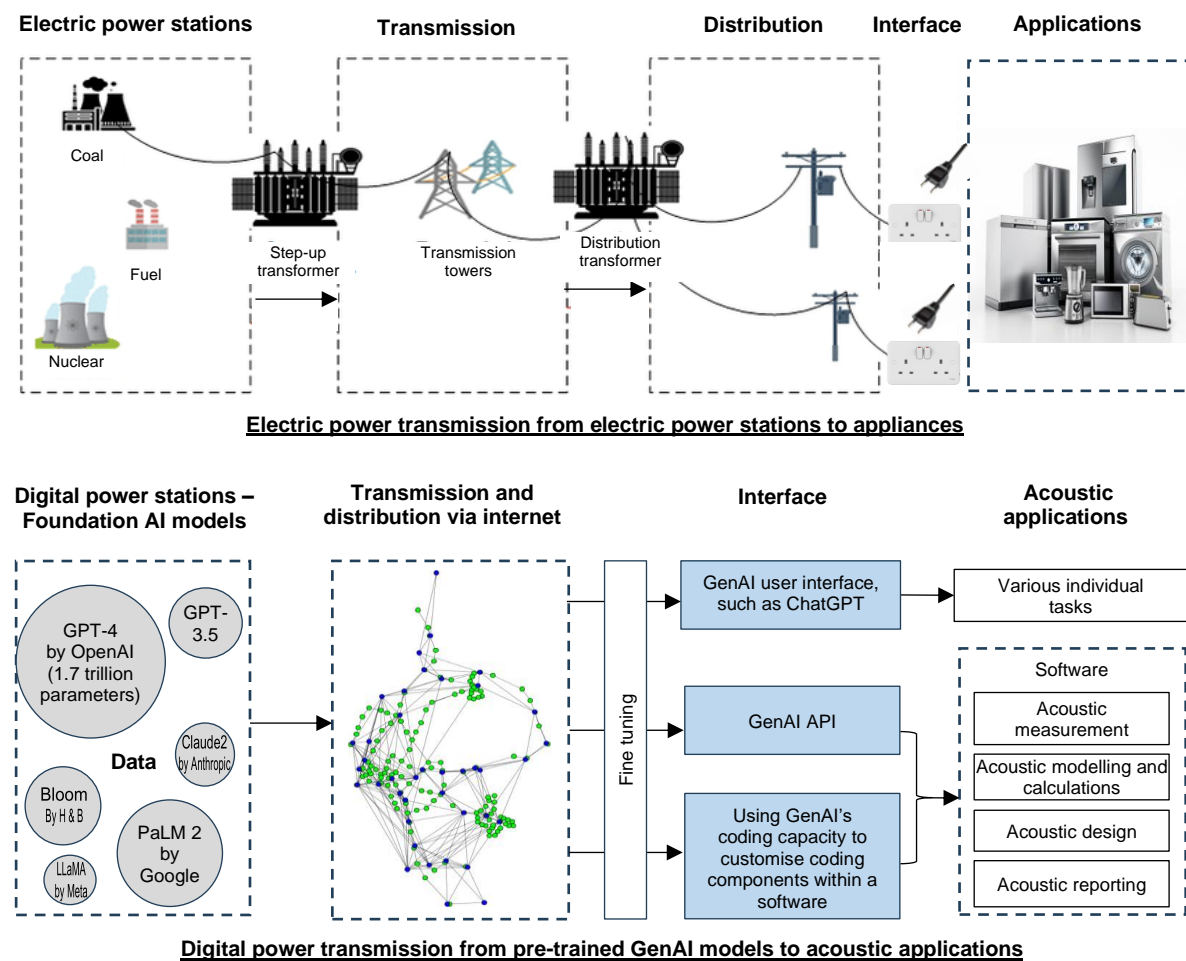 Electric power stations
Transmission
Distribution
Interface
Applications
Coal
Fuel
Nuclear
Step-up
transformer
Transmission
towers
Distribution
transformer
Electric power transmission from electric power stations to appliances
Digital power stations –
Foundation AI models
Transmission and
distribution via internet
Interface
Acoustic
applications
GPT-4
by OpenAI
(1.7 trillion
parameters)
GPT-
3.5
Data
Claude2
by Anthropic
Bloom
By H & B
PaLM 2
by
Google
LLaMA
by Meta
Fine tuning
GenAI user interface,
such as ChatGPT
GenAI API
Using GenAI’s
coding capacity to
customise coding
components within a
software
Various individual
tasks
Software
Acoustic
measurement
Acoustic modelling and
calculations
Acoustic design
Acoustic reporting
Digital power transmission from pre-trained GenAI models to acoustic applications